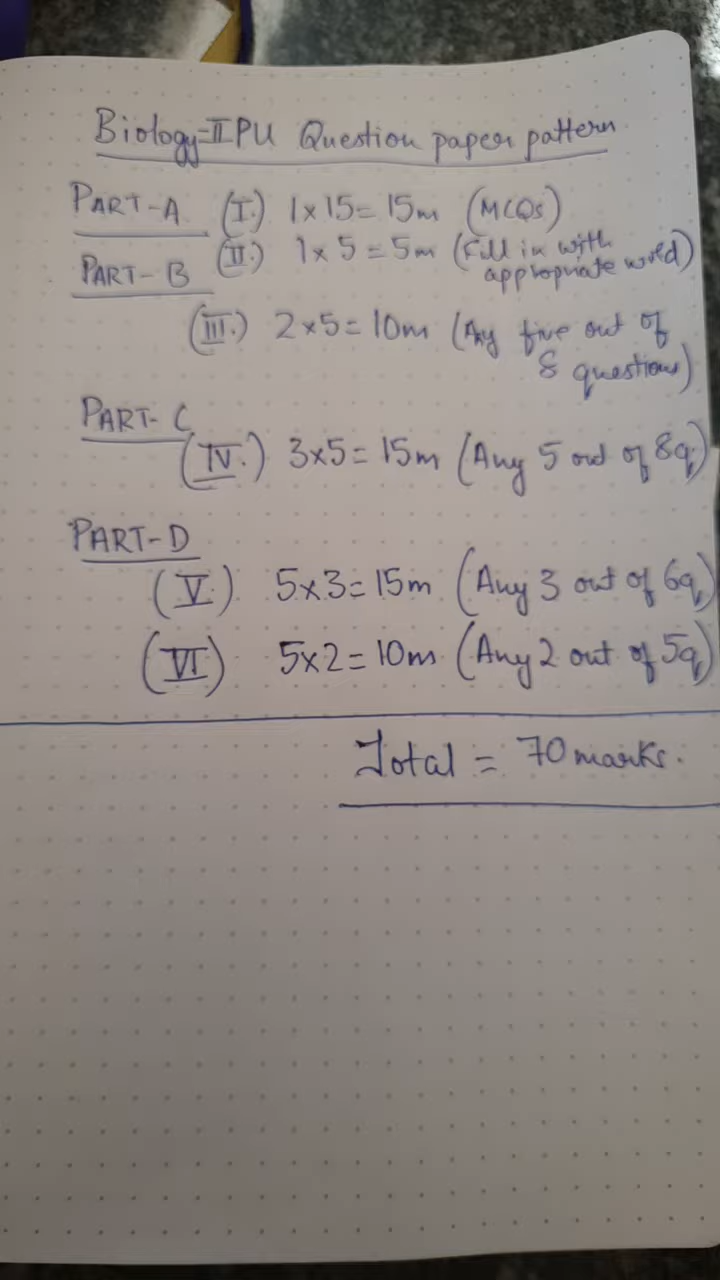 Biology-II PU Question paper pattern
PART-A (I.) 1x15=15m (MCQs)
(II.) 1x5=5m (Fill in with
appropriate word)
PART-B
(III.) 2x5=10m (Any five out of
8 questions)
PART-C
(IV.) 3x5=15m (Any 5 out of 8q)
PART-D
(V.) 5x3=15m (Any 3 out of 6q)
(VI) 5x2=10m (Any 2 out of 5q)
Total = 70 marks.